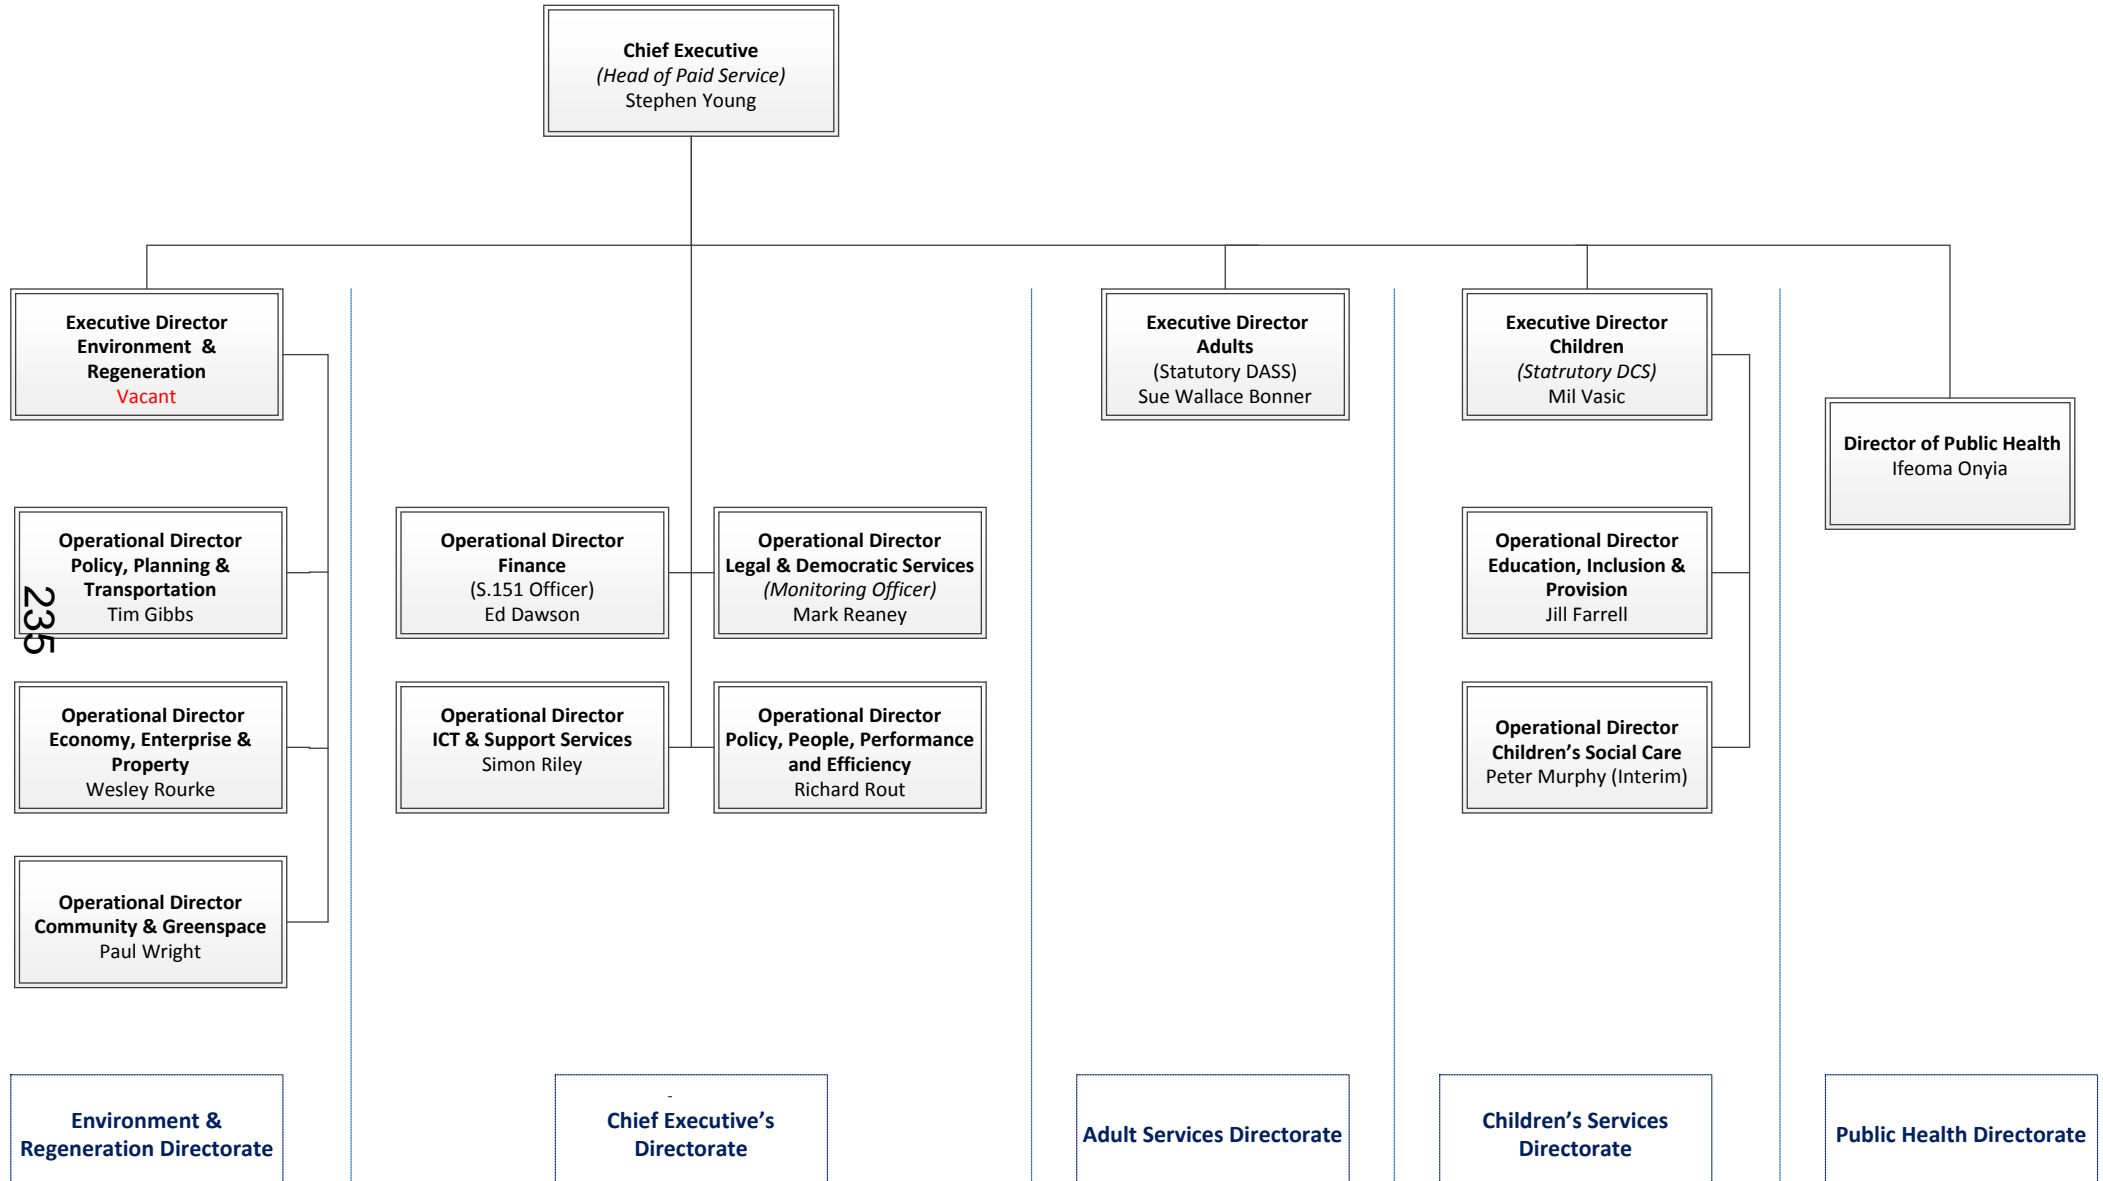 Chief Executive
(Head of Paid Service)
Stephen Young
Executive Director
Environment  &
Regeneration
Vacant
Executive Director
Adults
(Statutory DASS)
Sue Wallace Bonner
Executive Director
Children
(Statrutory DCS)
Mil Vasic
Director of Public Health
Ifeoma Onyia
Operational Director
Policy, Planning &
Transportation
Tim Gibbs
235
Operational Director
Finance
(S.151 Officer)
Ed Dawson
Operational Director
Legal & Democratic Services
(Monitoring Officer)
Mark Reaney
Operational Director
Education, Inclusion &
Provision
Jill Farrell
Operational Director
Economy, Enterprise &
Property
Wesley Rourke
Operational Director
ICT & Support Services
Simon Riley
Operational Director
Policy, People, Performance
and Efficiency
Richard Rout
Operational Director
Children’s Social Care
Peter Murphy (Interim)
Operational Director
Community & Greenspace
Paul Wright
Environment &
Regeneration Directorate
-
Chief Executive’s
Directorate
Adult Services Directorate
Children’s Services
Directorate
Public Health Directorate